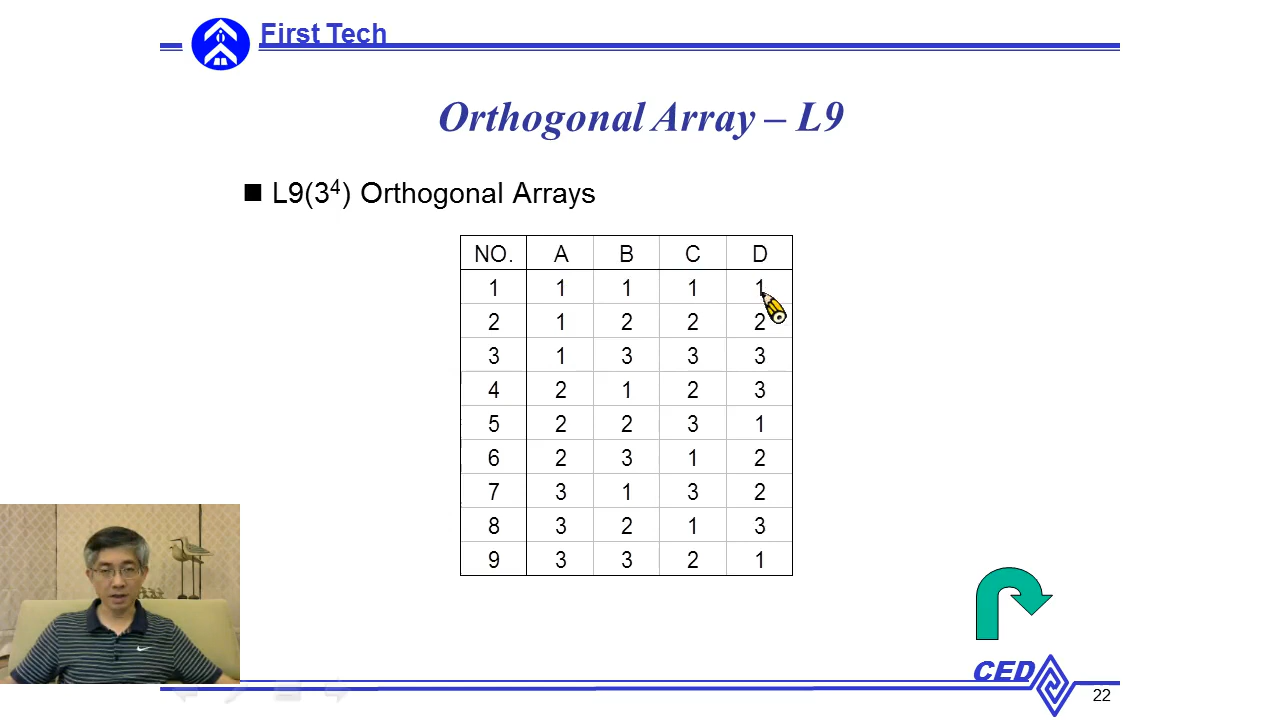 First Tech
Orthogonal Array – L9
L9(3⁴) Orthogonal Arrays
NO. A B C D
1 1 1 1 1
2 1 2 2 2
3 1 3 3 3
4 2 1 2 3
5 2 2 3 1
6 2 3 1 2
7 3 1 3 2
8 3 2 1 3
9 3 3 2 1
CED
22